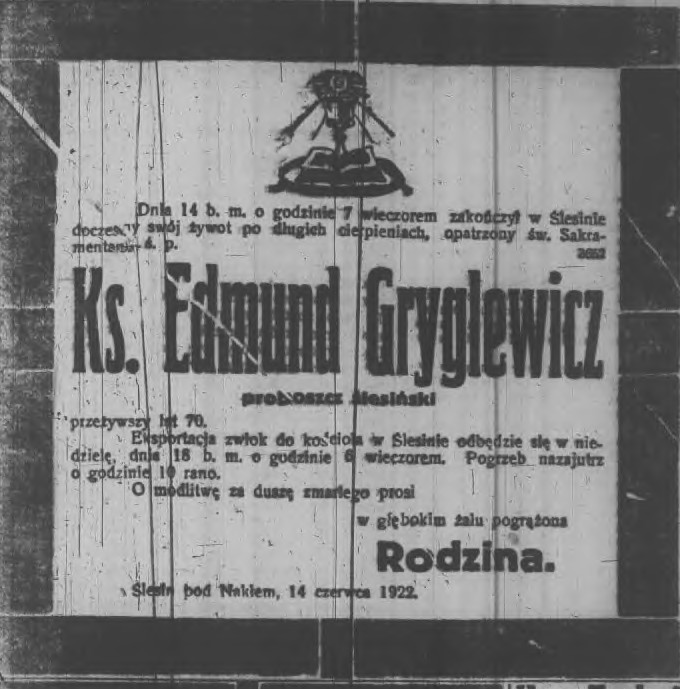 Dnia 14 b. m. o godzinie 7 wieczorem zakończył w Ślesinie
doczesny swój żywot po długich cierpieniach, opatrzony św. Sakra-
mentami ś. p.
Ks. Edmund Gryglewicz
proboszcz ślesiński
przeżywszy lat 70.
Eksportacja zwłok do kościoła w Ślesinie odbędzie się w nie-
dzielę, dnia 18 b. m. o godzinie 6 wieczorem. Pogrzeb nazajutrz
o godzinie 10 rano.
O modlitwę za duszę zmarłego prosi
w głębokim żalu pogrążona
Rodzina.
Ślesin pod Nakłem, 14 czerwca 1922.